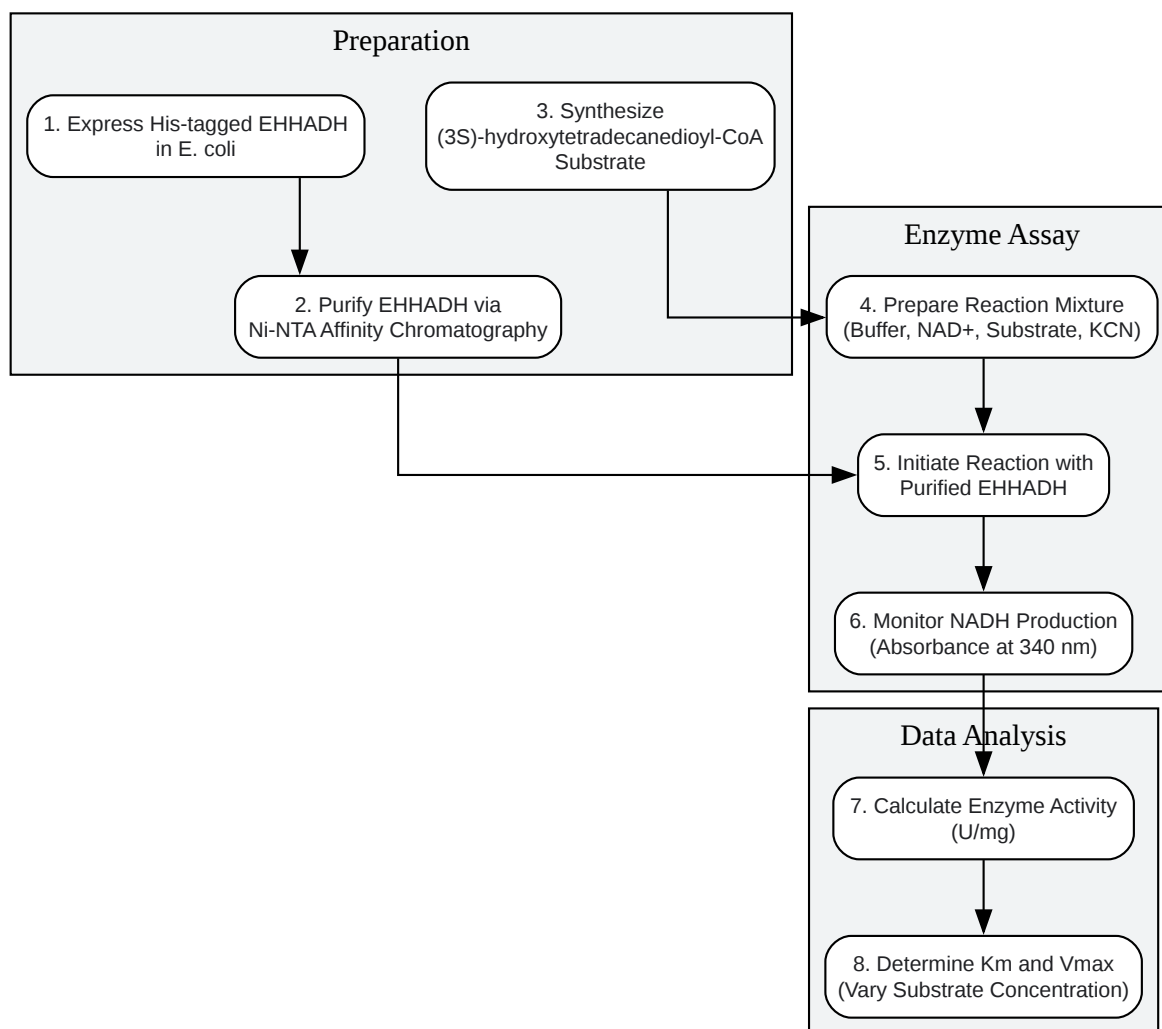 Preparation
1. Express His-tagged EHHADH
in E. coli
3. Synthesize
(3S)-hydroxytetradecanedioyl-CoA
Substrate
2. Purify EHHADH via
Ni-NTA Affinity Chromatography
Enzyme Assay
4. Prepare Reaction Mixture
(Buffer, NAD+, Substrate, KCN)
5. Initiate Reaction with
Purified EHHADH
6. Monitor NADH Production
(Absorbance at 340 nm)
Data Analysis
7. Calculate Enzyme Activity
(U/mg)
8. Determine Km and Vmax
(Vary Substrate Concentration)